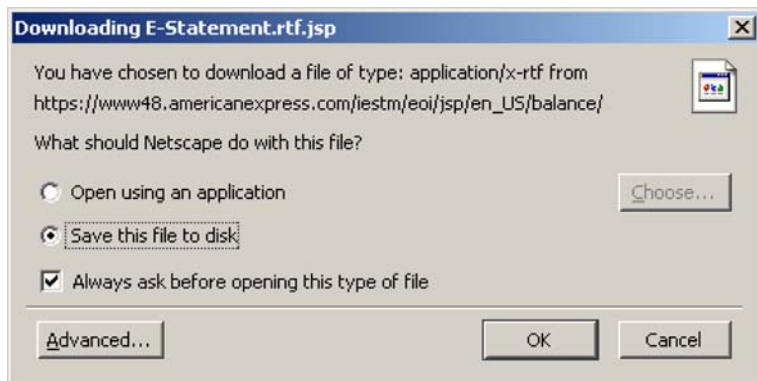 Downloading E-Statement.rtf.jsp
You have chosen to download a file of type: application/x-rtf from
https://www48.americanexpress.com/iestm/eoi/jsp/en_US/balance/
What should Netscape do with this file?
Open using an application
Choose...
Save this file to disk
Always ask before opening this type of file
Advanced...
OK
Cancel